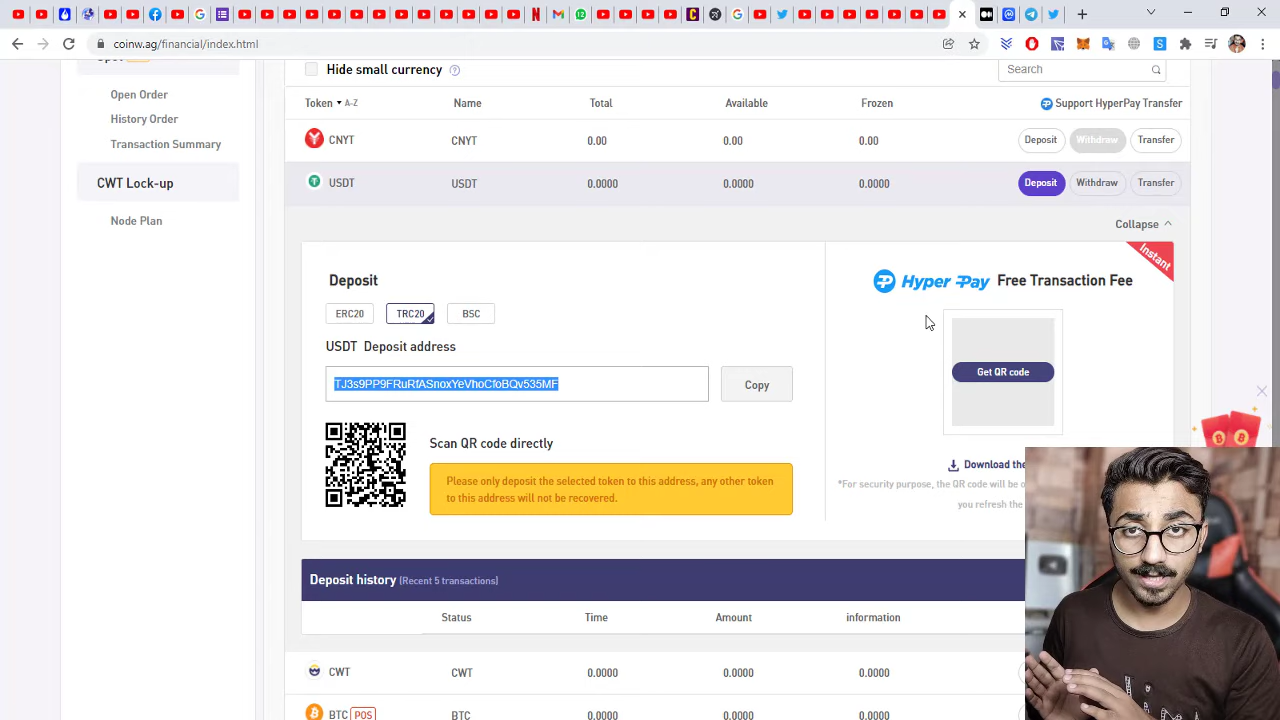 coinw.ag/financial/index.html
Hide small currency
Search
Open Order
History Order
Transaction Summary
CWT Lock-up
Node Plan
Token A-Z Name Total Available Frozen Support HyperPay Transfer
CNYT CNYT 0.00 0.00 0.00 Deposit Withdraw Transfer
USDT USDT 0.0000 0.0000 0.0000 Deposit Withdraw Transfer
Collapse
Deposit
ERC20 TRC20 BSC
USDT Deposit address
TJ3s9PP9FRuRfASnoxYeVhoCfoBQv535MF
Copy
Scan QR code directly
Please only deposit the selected token to this address, any other token
to this address will not be recovered.
Instant
Hyper Pay Free Transaction Fee
Get QR code
Download the
*For security purpose, the QR code will be
you refresh the
Deposit history (Recent 5 transactions)
Status Time Amount information
CWT CWT 0.0000 0.0000 0.0000
BTC POS BTC 0.0000 0.0000 0.0000